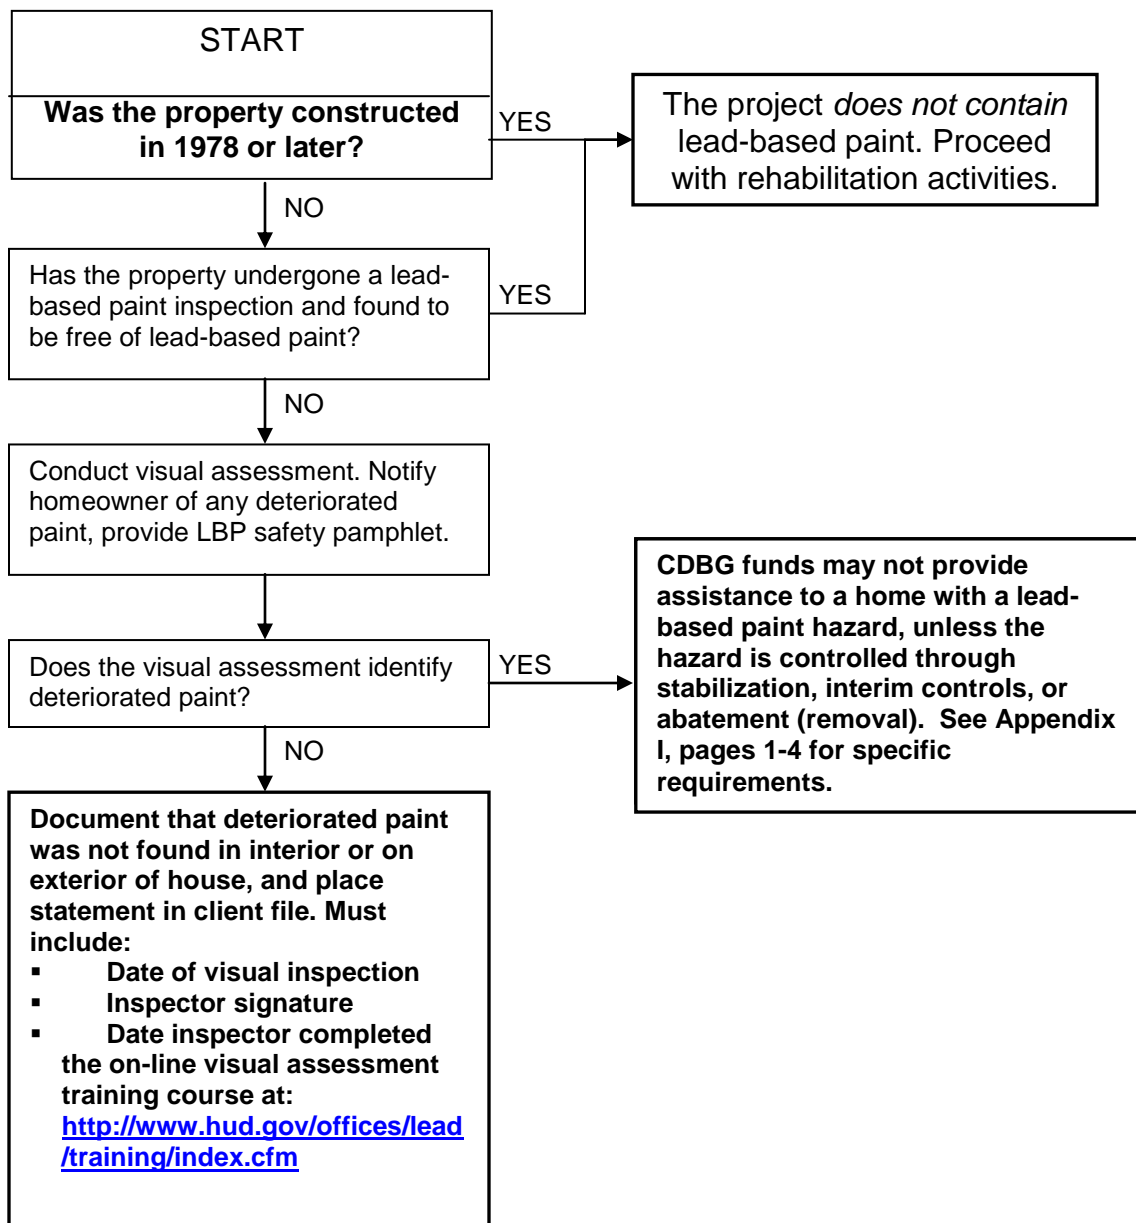 START
Was the property constructed
in 1978 or later?
YES
The project does not contain
lead-based paint. Proceed
with rehabilitation activities.
NO
Has the property undergone a lead-
based paint inspection and found to
be free of lead-based paint?
YES
NO
Conduct visual assessment. Notify
homeowner of any deteriorated
paint, provide LBP safety pamphlet.
Does the visual assessment identify
deteriorated paint?
YES
CDBG funds may not provide
assistance to a home with a lead-
based paint hazard, unless the
hazard is controlled through
stabilization, interim controls, or
abatement (removal).  See Appendix
I, pages 1-4 for specific
requirements.
NO
Document that deteriorated paint
was not found in interior or on
exterior of house, and place
statement in client file. Must
include:
▪ Date of visual inspection
▪ Inspector signature
▪ Date inspector completed
the on-line visual assessment
training course at:
http://www.hud.gov/offices/lead
/training/index.cfm